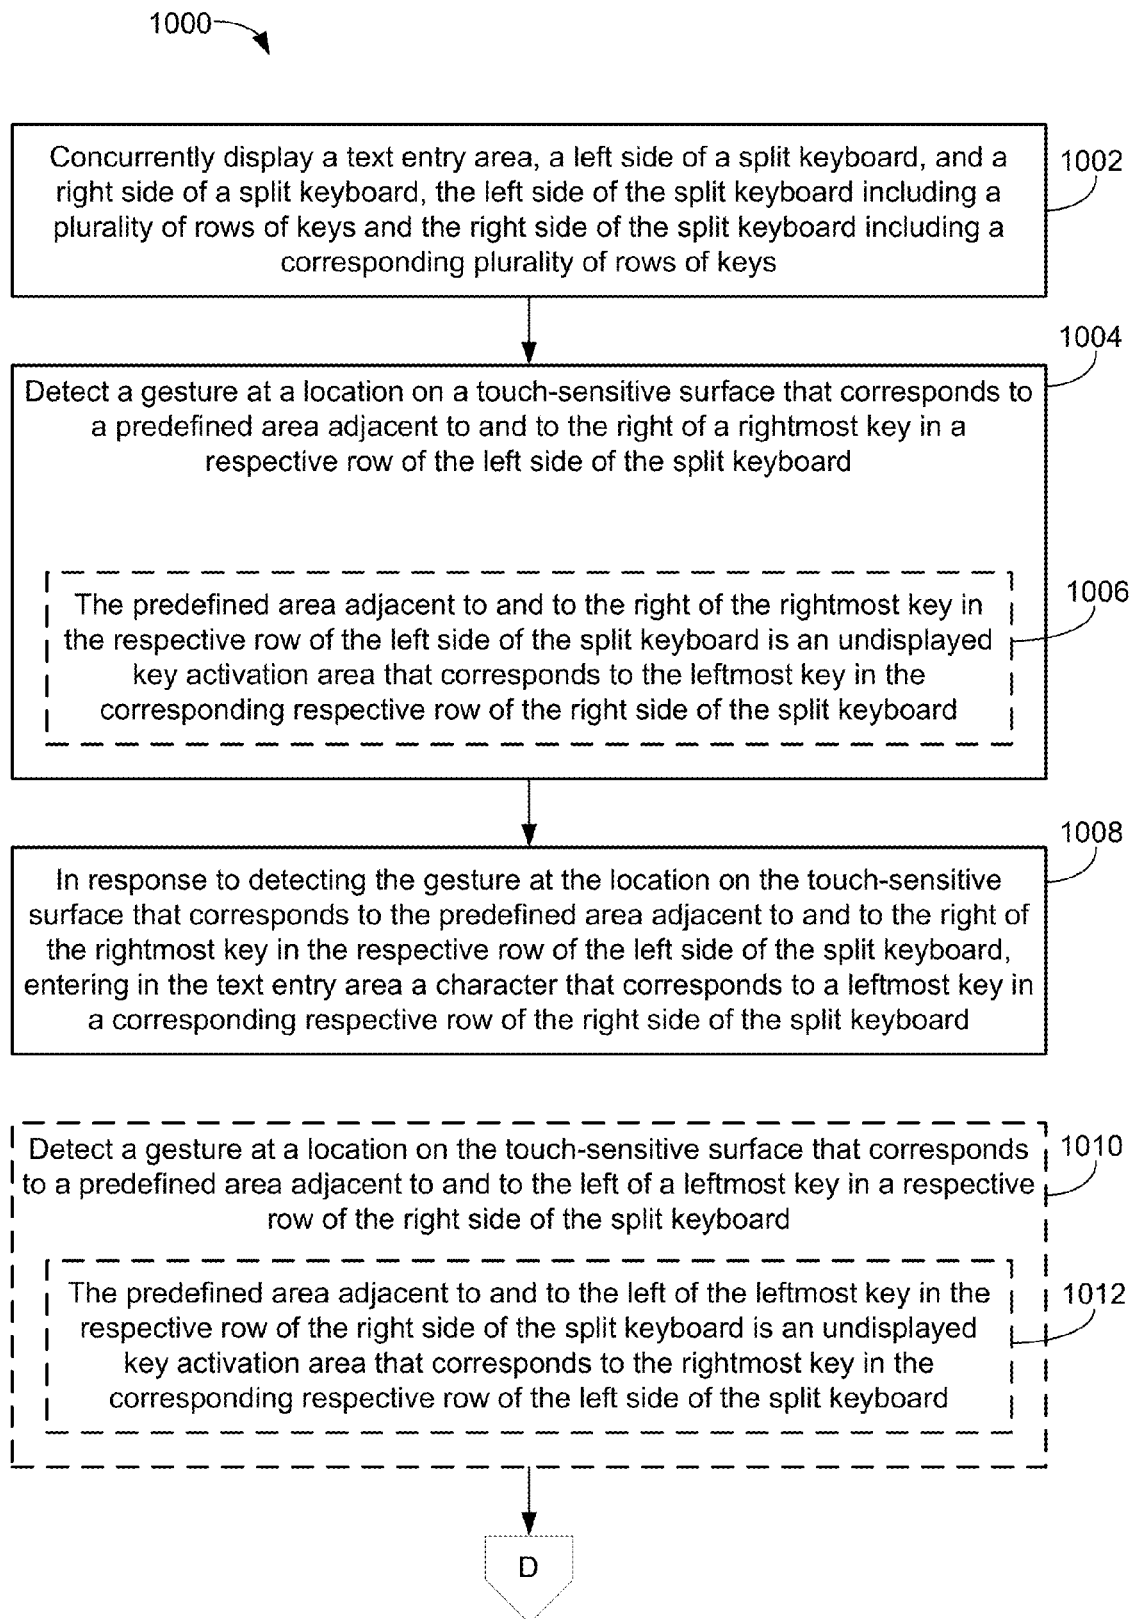 1000
Concurrently display a text entry area, a left side of a split keyboard, and a
right side of a split keyboard, the left side of the split keyboard including a
plurality of rows of keys and the right side of the split keyboard including a
corresponding plurality of rows of keys
1002
1004
Detect a gesture at a location on a touch-sensitive surface that corresponds to
a predefined area adjacent to and to the right of a rightmost key in a
respective row of the left side of the split keyboard
The predefined area adjacent to and to the right of the rightmost key in
the respective row of the left side of the split keyboard is an undisplayed
key activation area that corresponds to the leftmost key in the
corresponding respective row of the right side of the split keyboard
1006
1008
In response to detecting the gesture at the location on the touch-sensitive
surface that corresponds to the predefined area adjacent to and to the right of
the rightmost key in the respective row of the left side of the split keyboard,
entering in the text entry area a character that corresponds to a leftmost key in
a corresponding respective row of the right side of the split keyboard
Detect a gesture at a location on the touch-sensitive surface that corresponds
to a predefined area adjacent to and to the left of a leftmost key in a respective
row of the right side of the split keyboard
1010
The predefined area adjacent to and to the left of the leftmost key in the
respective row of the right side of the split keyboard is an undisplayed
key activation area that corresponds to the rightmost key in the
corresponding respective row of the left side of the split keyboard
1012
D